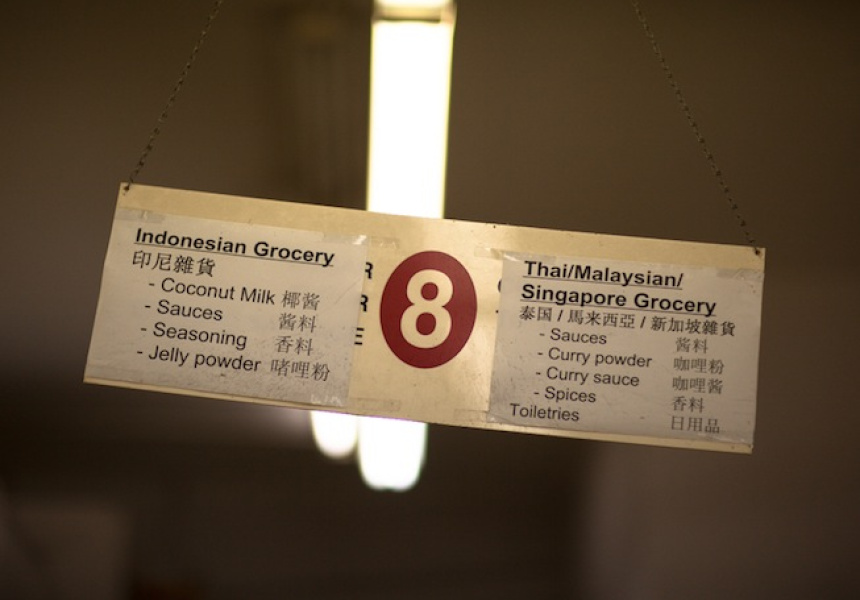 Indonesian Grocery
印尼雜貨
- Coconut Milk 椰酱
- Sauces 酱料
- Seasoning 香料
- Jelly powder 啫哩粉
8
Thai/Malaysian/
Singapore Grocery
泰国 / 馬来西亞 / 新加坡雜貨
- Sauces 酱料
- Curry powder 咖哩粉
- Curry sauce 咖哩酱
- Spices 香料
Toiletries 日用品